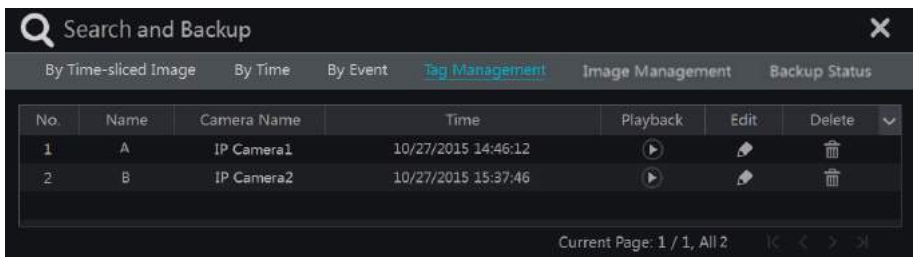 Search and Backup
By Time-sliced Image By Time By Event Tag Management Image Management Backup Status
No. Name Camera Name Time Playback Edit Delete
1 A IP Camera1 10/27/2015 14:46:12
2 B IP Camera2 10/27/2015 15:37:46
Current Page: 1 / 1, All 2